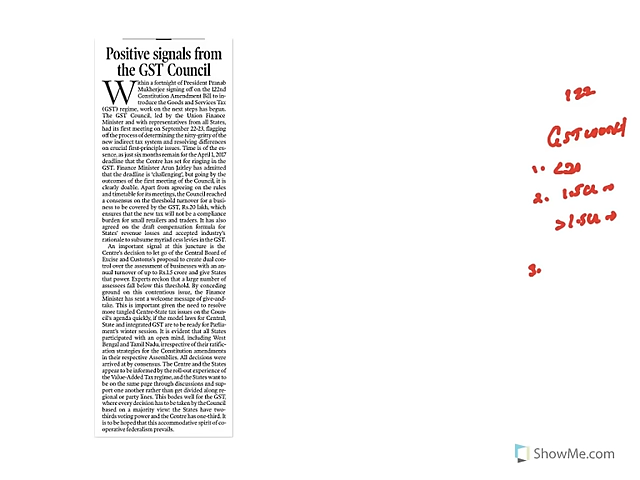 Positive signals from
the GST Council
Within a fortnight of President Pranab
Mukherjee signing off on the 122nd
Constitution Amendment Bill to in-
troduce the Goods and Services Tax
(GST) regime, work on the next steps has begun.
The GST Council, led by the Union Finance
Minister and with representatives from all States,
had its first meeting on September 22-23, flagging
off the process of determining the nitty-gritty of the
new indirect tax system and resolving differences
on crucial first-principle issues. Time is of the es-
sence, as just six months remain for the April 1, 2017
deadline that the Centre has set for ringing in the
GST. Finance Minister Arun Jaitley has admitted
that the deadline is 'challenging', but going by the
outcomes of the first meeting of the Council, it is
clearly doable. Apart from agreeing on the rules
and timetable for its meetings, the Council reached
a consensus on the threshold turnover for a busi-
ness to be covered by the GST, Rs.20 lakh, which
ensures that the new tax will not be a compliance
burden for small retailers and traders. It has also
agreed on the draft compensation formula for
States' revenue losses and accepted industry's
rationale to subsume myriad cess levies in the GST.
An important signal at this juncture is the
Centre's decision to let go of the Central Board of
Excise and Customs's proposal to create dual con-
trol over the assessment of businesses with an an-
nual turnover of up to Rs.1.5 crore and give States
that power. Experts reckon that a large number of
assessees fall below this threshold. By conceding
ground on this contentious issue, the Finance
Minister has sent a welcome message of give-and-
take. This is important given the need to resolve
more tangled Centre-State tax issues on the Coun-
cil's agenda quickly, if the model laws for Central,
State and integrated GST are to be ready for Parlia-
ment's winter session. It is evident that all States
participated with an open mind, including West
Bengal and Tamil Nadu, irrespective of their ratific-
ation strategies for the Constitution amendments
in their respective Assemblies. All decisions were
arrived at by consensus. The Centre and the States
appear to be informed by the roll-out experience of
the Value-Added Tax regime, and the States want to
be on the same page through discussions and sup-
port one another rather than get divided along re-
gional or party lines. This bodes well for the GST,
where every decision has to be taken by the Council
based on a majority view: the States have two-
thirds voting power and the Centre has one-third. It
is to be hoped that this accommodative spirit of co-
operative federalism prevails.
122
GST council
1.
2. 1.5Cr →
>1.5Cr →
3.
ShowMe.com